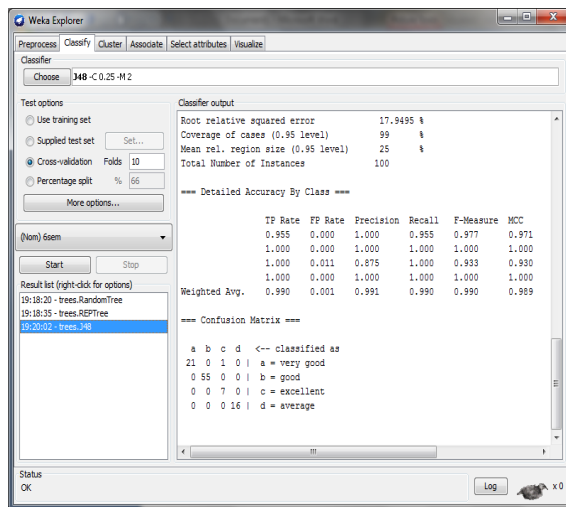 Weka Explorer
Preprocess Classify Cluster Associate Select attributes Visualize
Classifier
Choose J48 -C 0.25 -M 2
Test options
Use training set
Supplied test set Set...
Cross-validation Folds 10
Percentage split % 66
More options...
(Nom) 6sem
Start Stop
Result list (right-click for options)
19:18:20 - trees.RandomTree
19:18:35 - trees.REPTree
19:20:02 - trees.J48
Classifier output
Root relative squared error 17.9495 %
Coverage of cases (0.95 level) 99 %
Mean rel. region size (0.95 level) 25 %
Total Number of Instances 100
=== Detailed Accuracy By Class ===
TP Rate FP Rate Precision Recall F-Measure MCC
0.955 0.000 1.000 0.955 0.977 0.971
1.000 0.000 1.000 1.000 1.000 1.000
1.000 0.011 0.875 1.000 0.933 0.930
1.000 0.000 1.000 1.000 1.000 1.000
Weighted Avg. 0.990 0.001 0.991 0.990 0.990 0.989
=== Confusion Matrix ===
a b c d <-- classified as
21 0 1 0 | a = very good
0 55 0 0 | b = good
0 0 7 0 | c = excellent
0 0 0 16 | d = average
Status
OK
Log
x 0